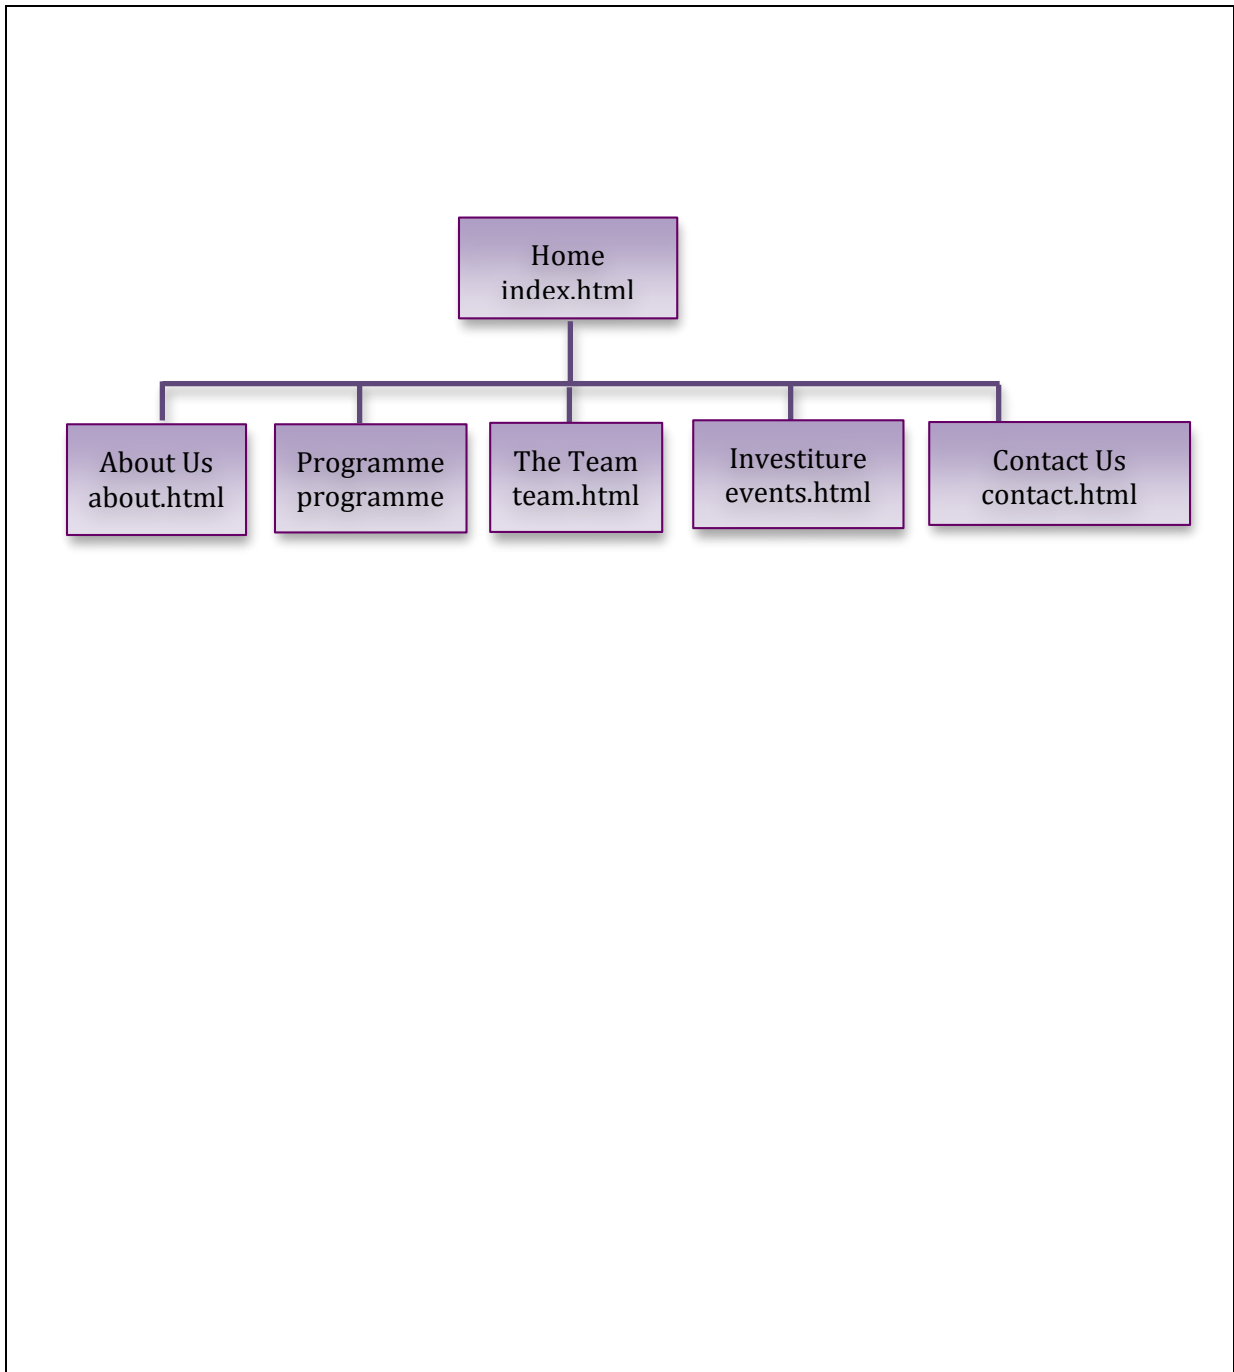 Home
index.html
About Us
about.html
Programme
programme
The Team
team.html
Investiture
events.html
Contact Us
contact.html